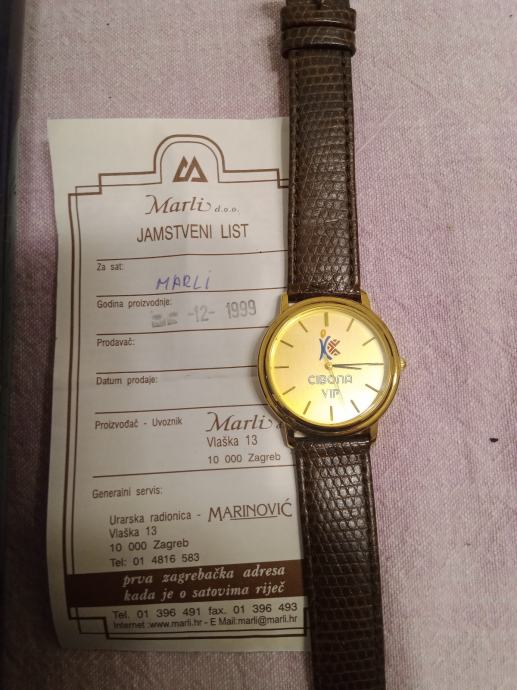 Marli d.o.o.
JAMSTVENI LIST
Za sat:
MARLI
Godina proizvodnje:
-12- 1999
Prodavač:
Datum prodaje:
Proizvođač - Uvoznik
Marli
Vlaška 13
10 000 Zagreb
Generalni servis:
Urarska radionica - MARINOVIĆ
Vlaška 13
10 000 Zagreb
Tel: 01 4816 583
prva zagrebačka adresa
kada je o satovima riječ
Tel. 01 396 491 fax. 01 396 493
Internet:www.marli.hr - E Mail:marli@marli.hr
CIBONA
VIP